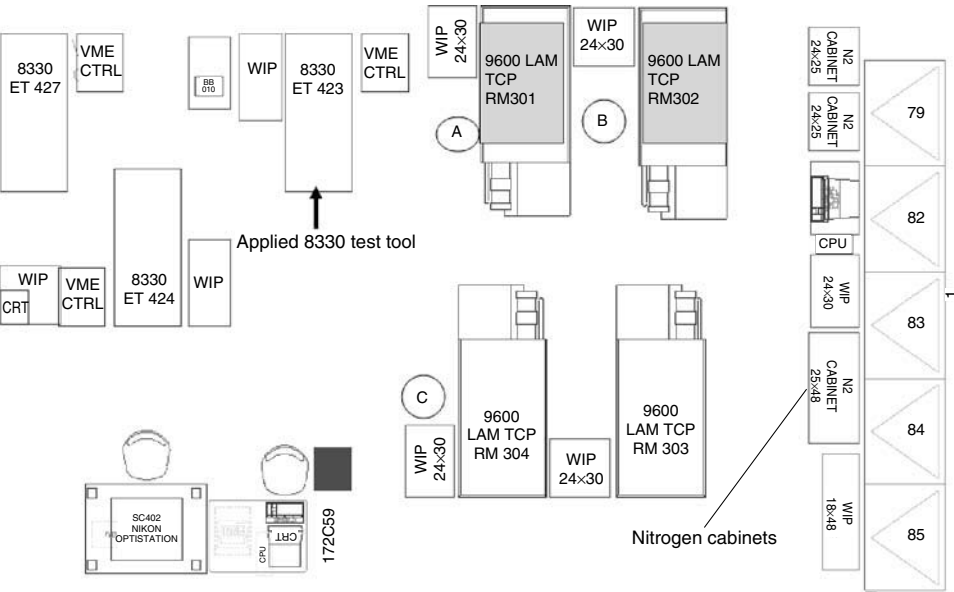 8330
ET 427
VME
CTRL
BB
010
WIP
8330
ET 423
VME
CTRL
WIP
24×30
9600 LAM
TCP
RM301
WIP
24×30
9600 LAM
TCP
RM302
A
B
N2
CABINET
24×25
N2
CABINET
24×25
79
82
CPU
Applied 8330 test tool
WIP
CRT
VME
CTRL
8330
ET 424
WIP
WIP
24×30
83
1
C
WIP
24×30
9600
LAM TCP
RM 304
WIP
24×30
9600
LAM TCP
RM 303
N2
CABINET
25×48
84
SC402
NIKON
OPTISTATION
CPU
CRT
172C59
Nitrogen cabinets
WIP
18×48
85